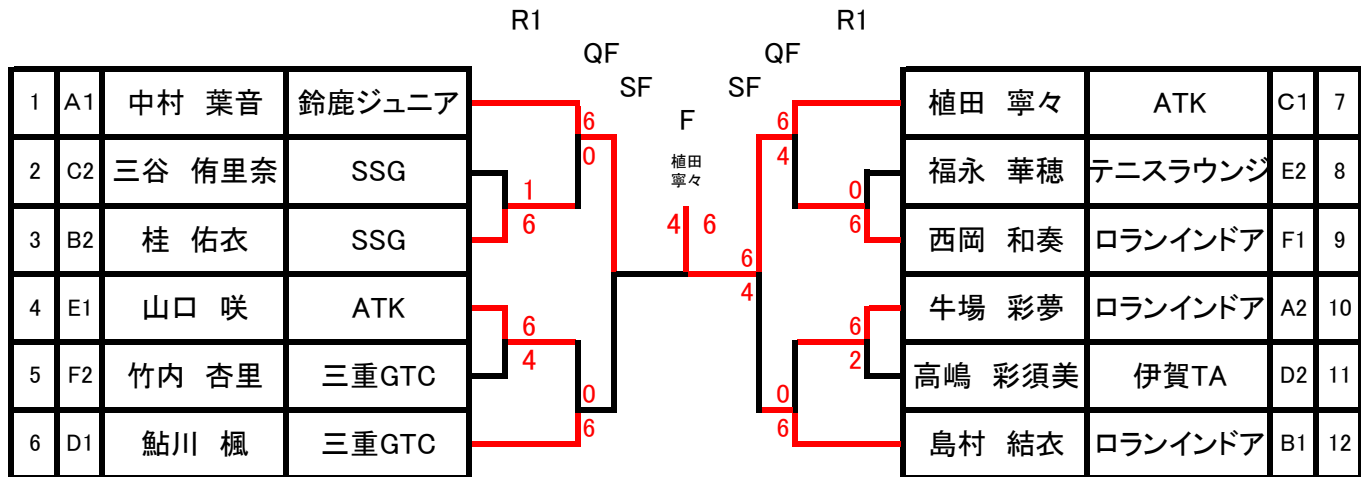 R1 R1
QF QF
SF SF
F
植田
寧々
1 A1 中村 葉音 鈴鹿ジュニア
2 C2 三谷 侑里奈 SSG
3 B2 桂 佑衣 SSG
4 E1 山口 咲 ATK
5 F2 竹内 杏里 三重GTC
6 D1 鮎川 楓 三重GTC
6
0
1
6
6
4
0
6
4 6
6
4
6
4
0
6
6
2
0
6
植田 寧々 ATK C1 7
福永 華穂 テニスラウンジ E2 8
西岡 和奏 ロランインドア F1 9
牛場 彩夢 ロランインドア A2 10
高嶋 彩須美 伊賀TA D2 11
島村 結衣 ロランインドア B1 12